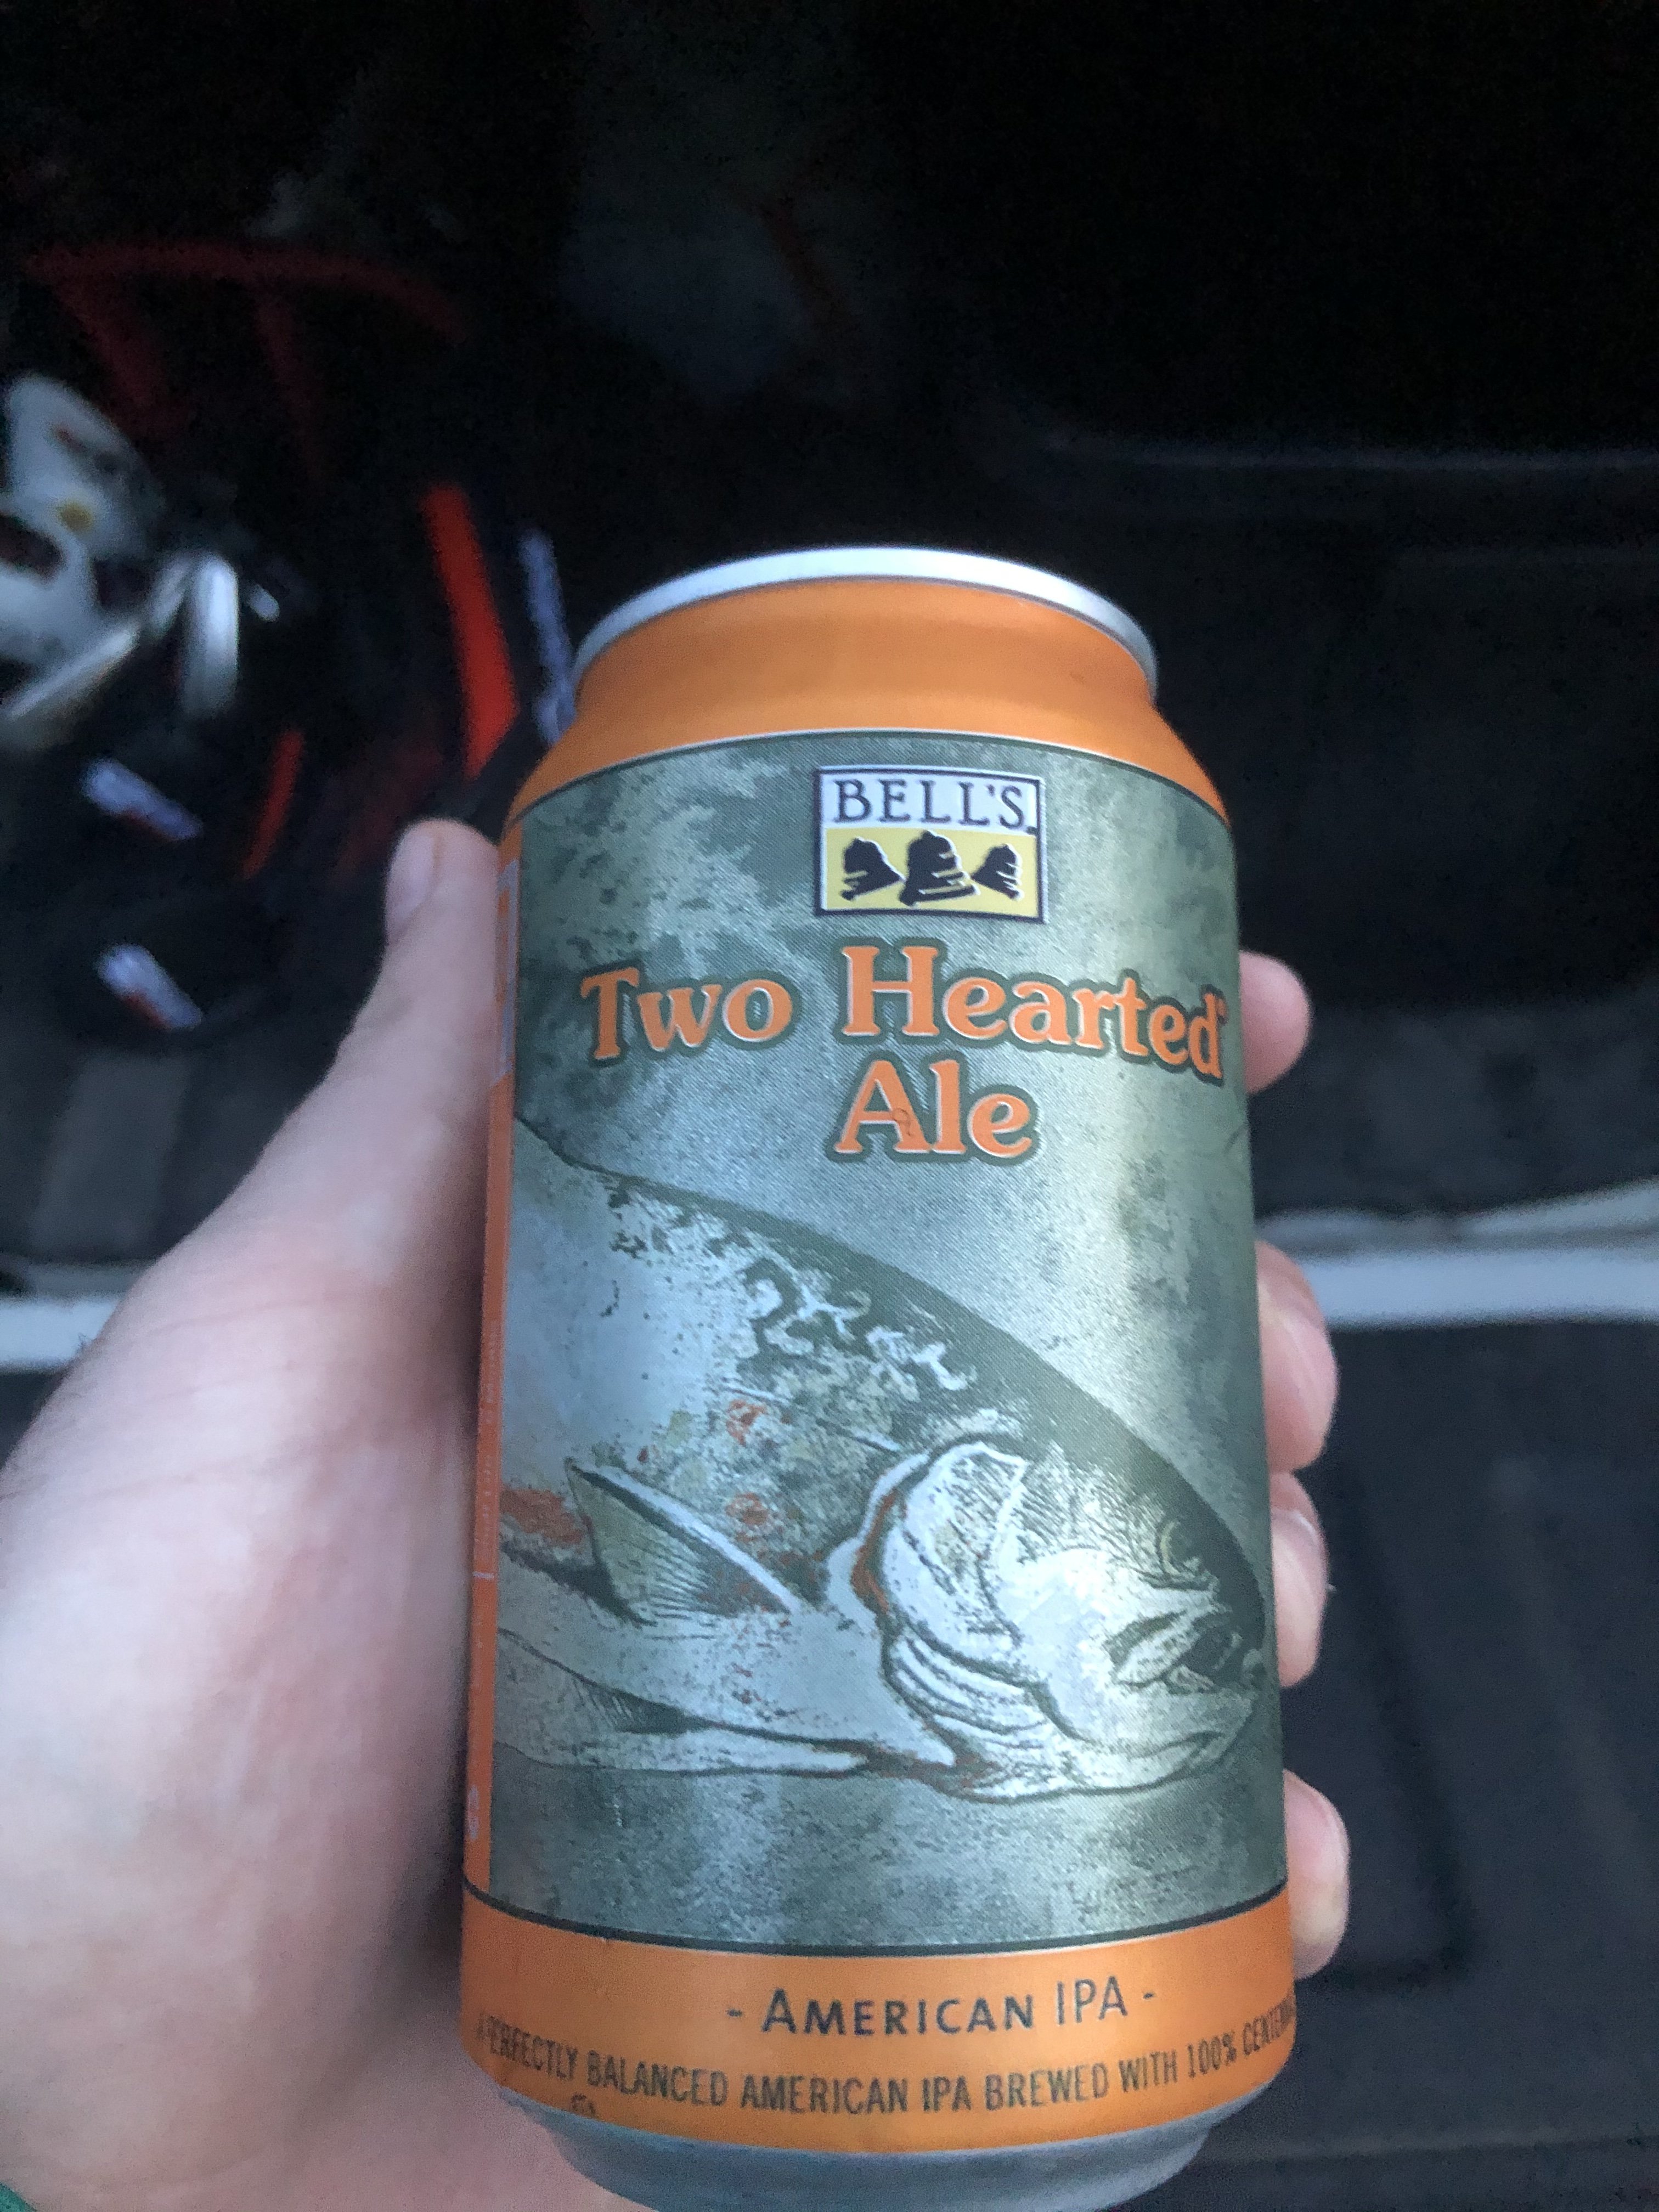 BELL'S
Two Hearted®
Ale
- AMERICAN IPA -
A PERFECTLY BALANCED AMERICAN IPA BREWED WITH 100%